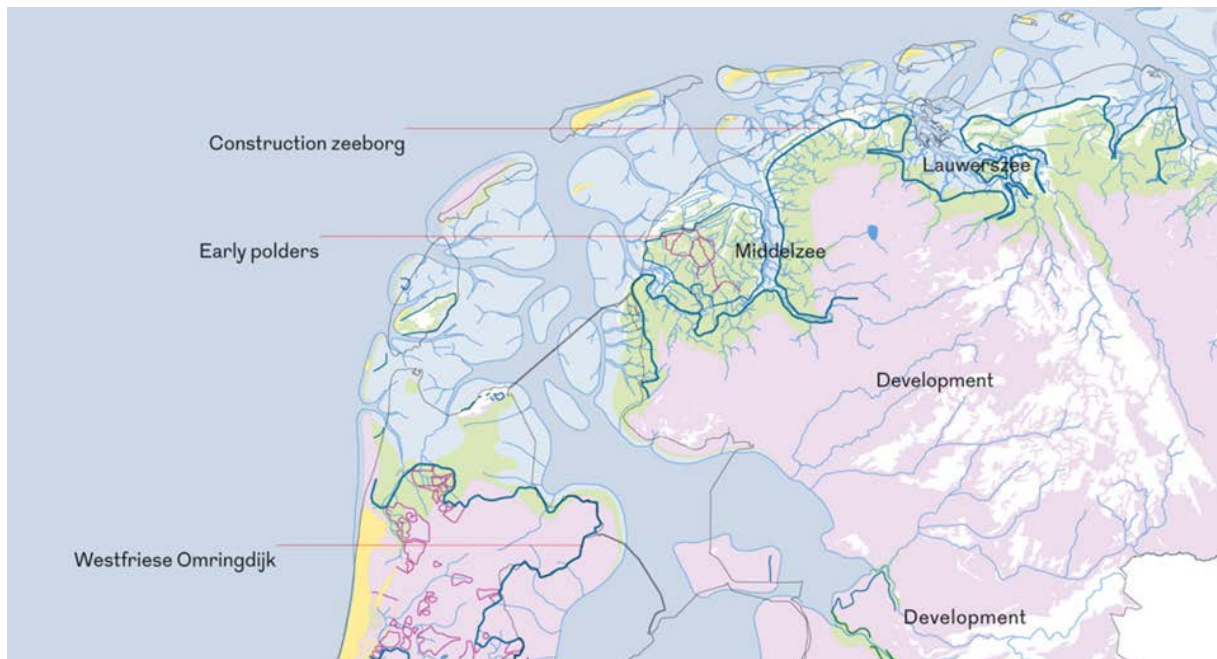 Construction zeeborg
Lauwerszee
Early polders
Middelzee
Development
Westfriese Omringdijk
Development